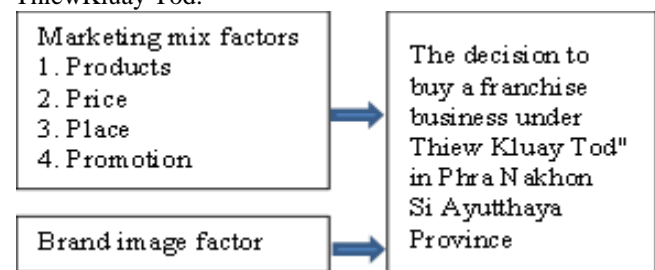 ThiewKluay Tod.
Marketing mix factors
1. Products
2. Price
3. Place
4. Promotion
Brand image factor
The decision to
buy a franchise
business under
Thiew Kluay Tod"
in Phra Nakhon
Si Ayutthaya
Province